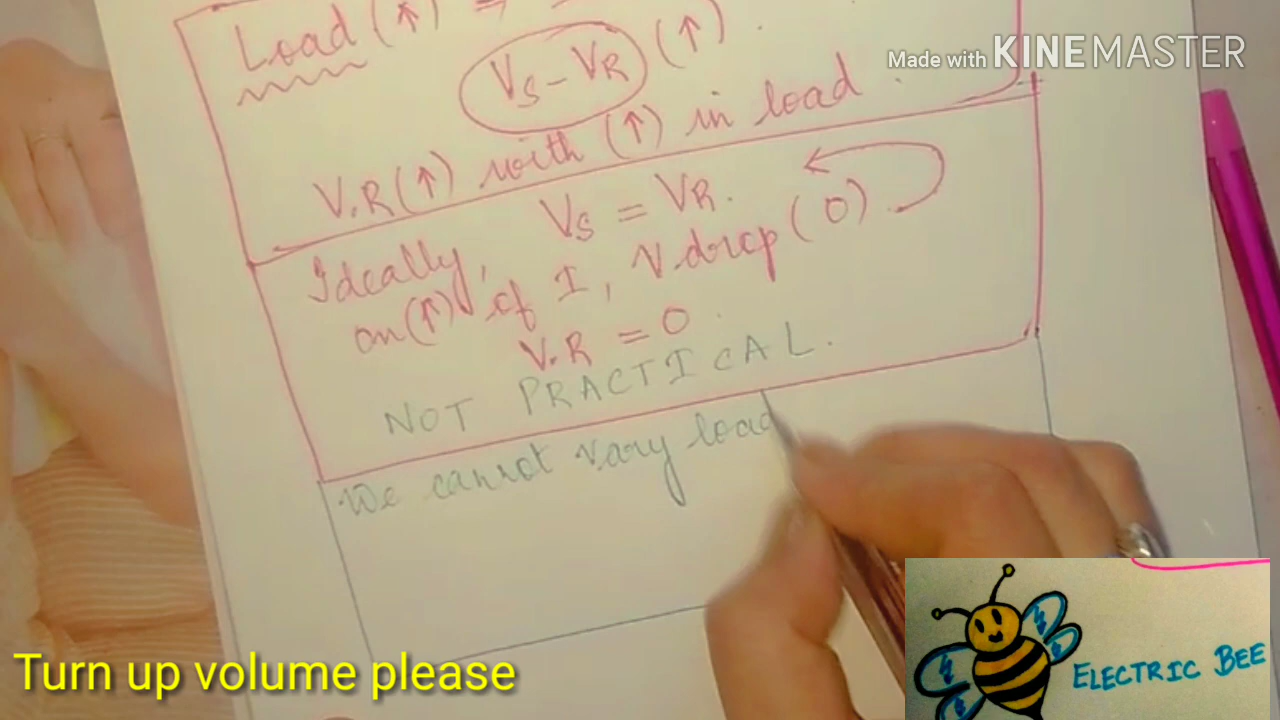 Load (↑) =
Made with KINEMASTER
VS - VR (↑).
V.R(↑) with (↑) in load.
Ideally, VS = VR.
on (↑) of I, V.drop (0)
V.R = 0.
NOT PRACTICAL.
We cannot vary load
Turn up volume please
ELECTRIC BEE